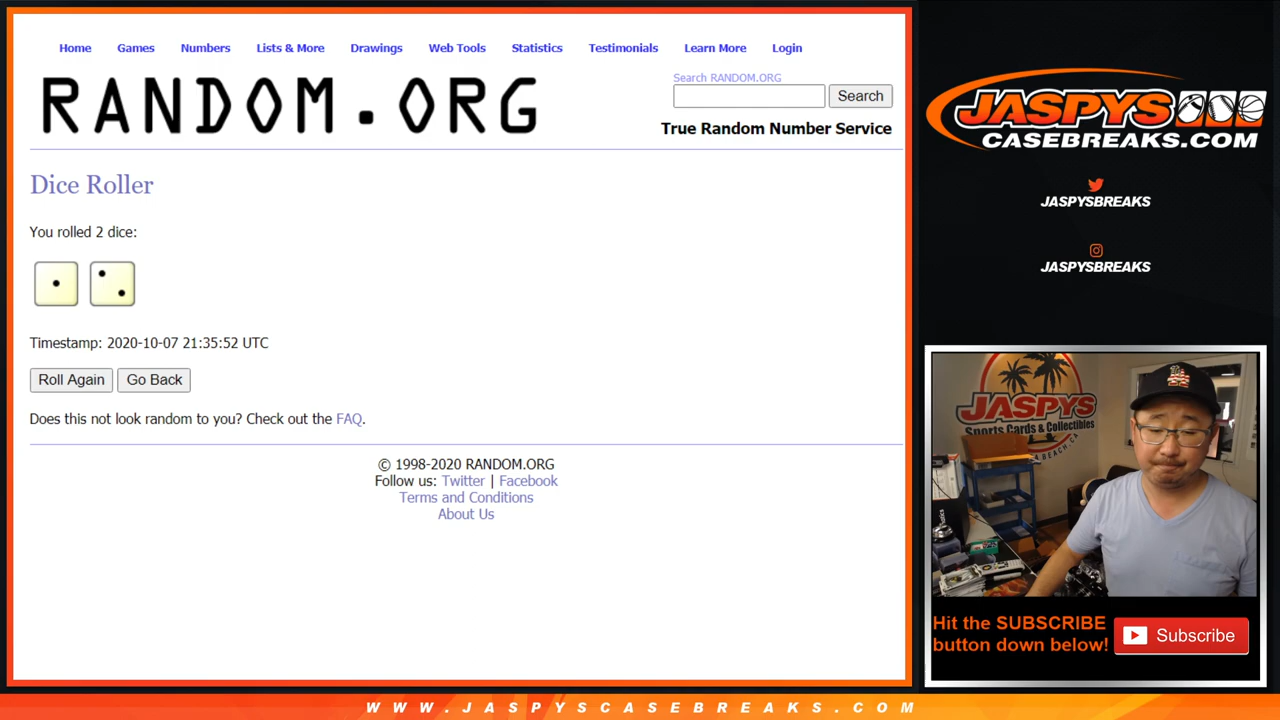 Home Games Numbers Lists & More Drawings Web Tools Statistics Testimonials Learn More Login
RANDOM.ORG
Search RANDOM.ORG
Search
True Random Number Service
Dice Roller
You rolled 2 dice:
Timestamp: 2020-10-07 21:35:52 UTC
Roll Again Go Back
Does this not look random to you? Check out the FAQ.
© 1998-2020 RANDOM.ORG
Follow us: Twitter | Facebook
Terms and Conditions
About Us
JASPYS
CASEBREAKS.COM
JASPYSBREAKS
JASPYSBREAKS
JASPYS
Sports Cards & Collectibles
Hit the SUBSCRIBE
button down below!
Subscribe
WWW.JASPYSCASEBREAKS.COM